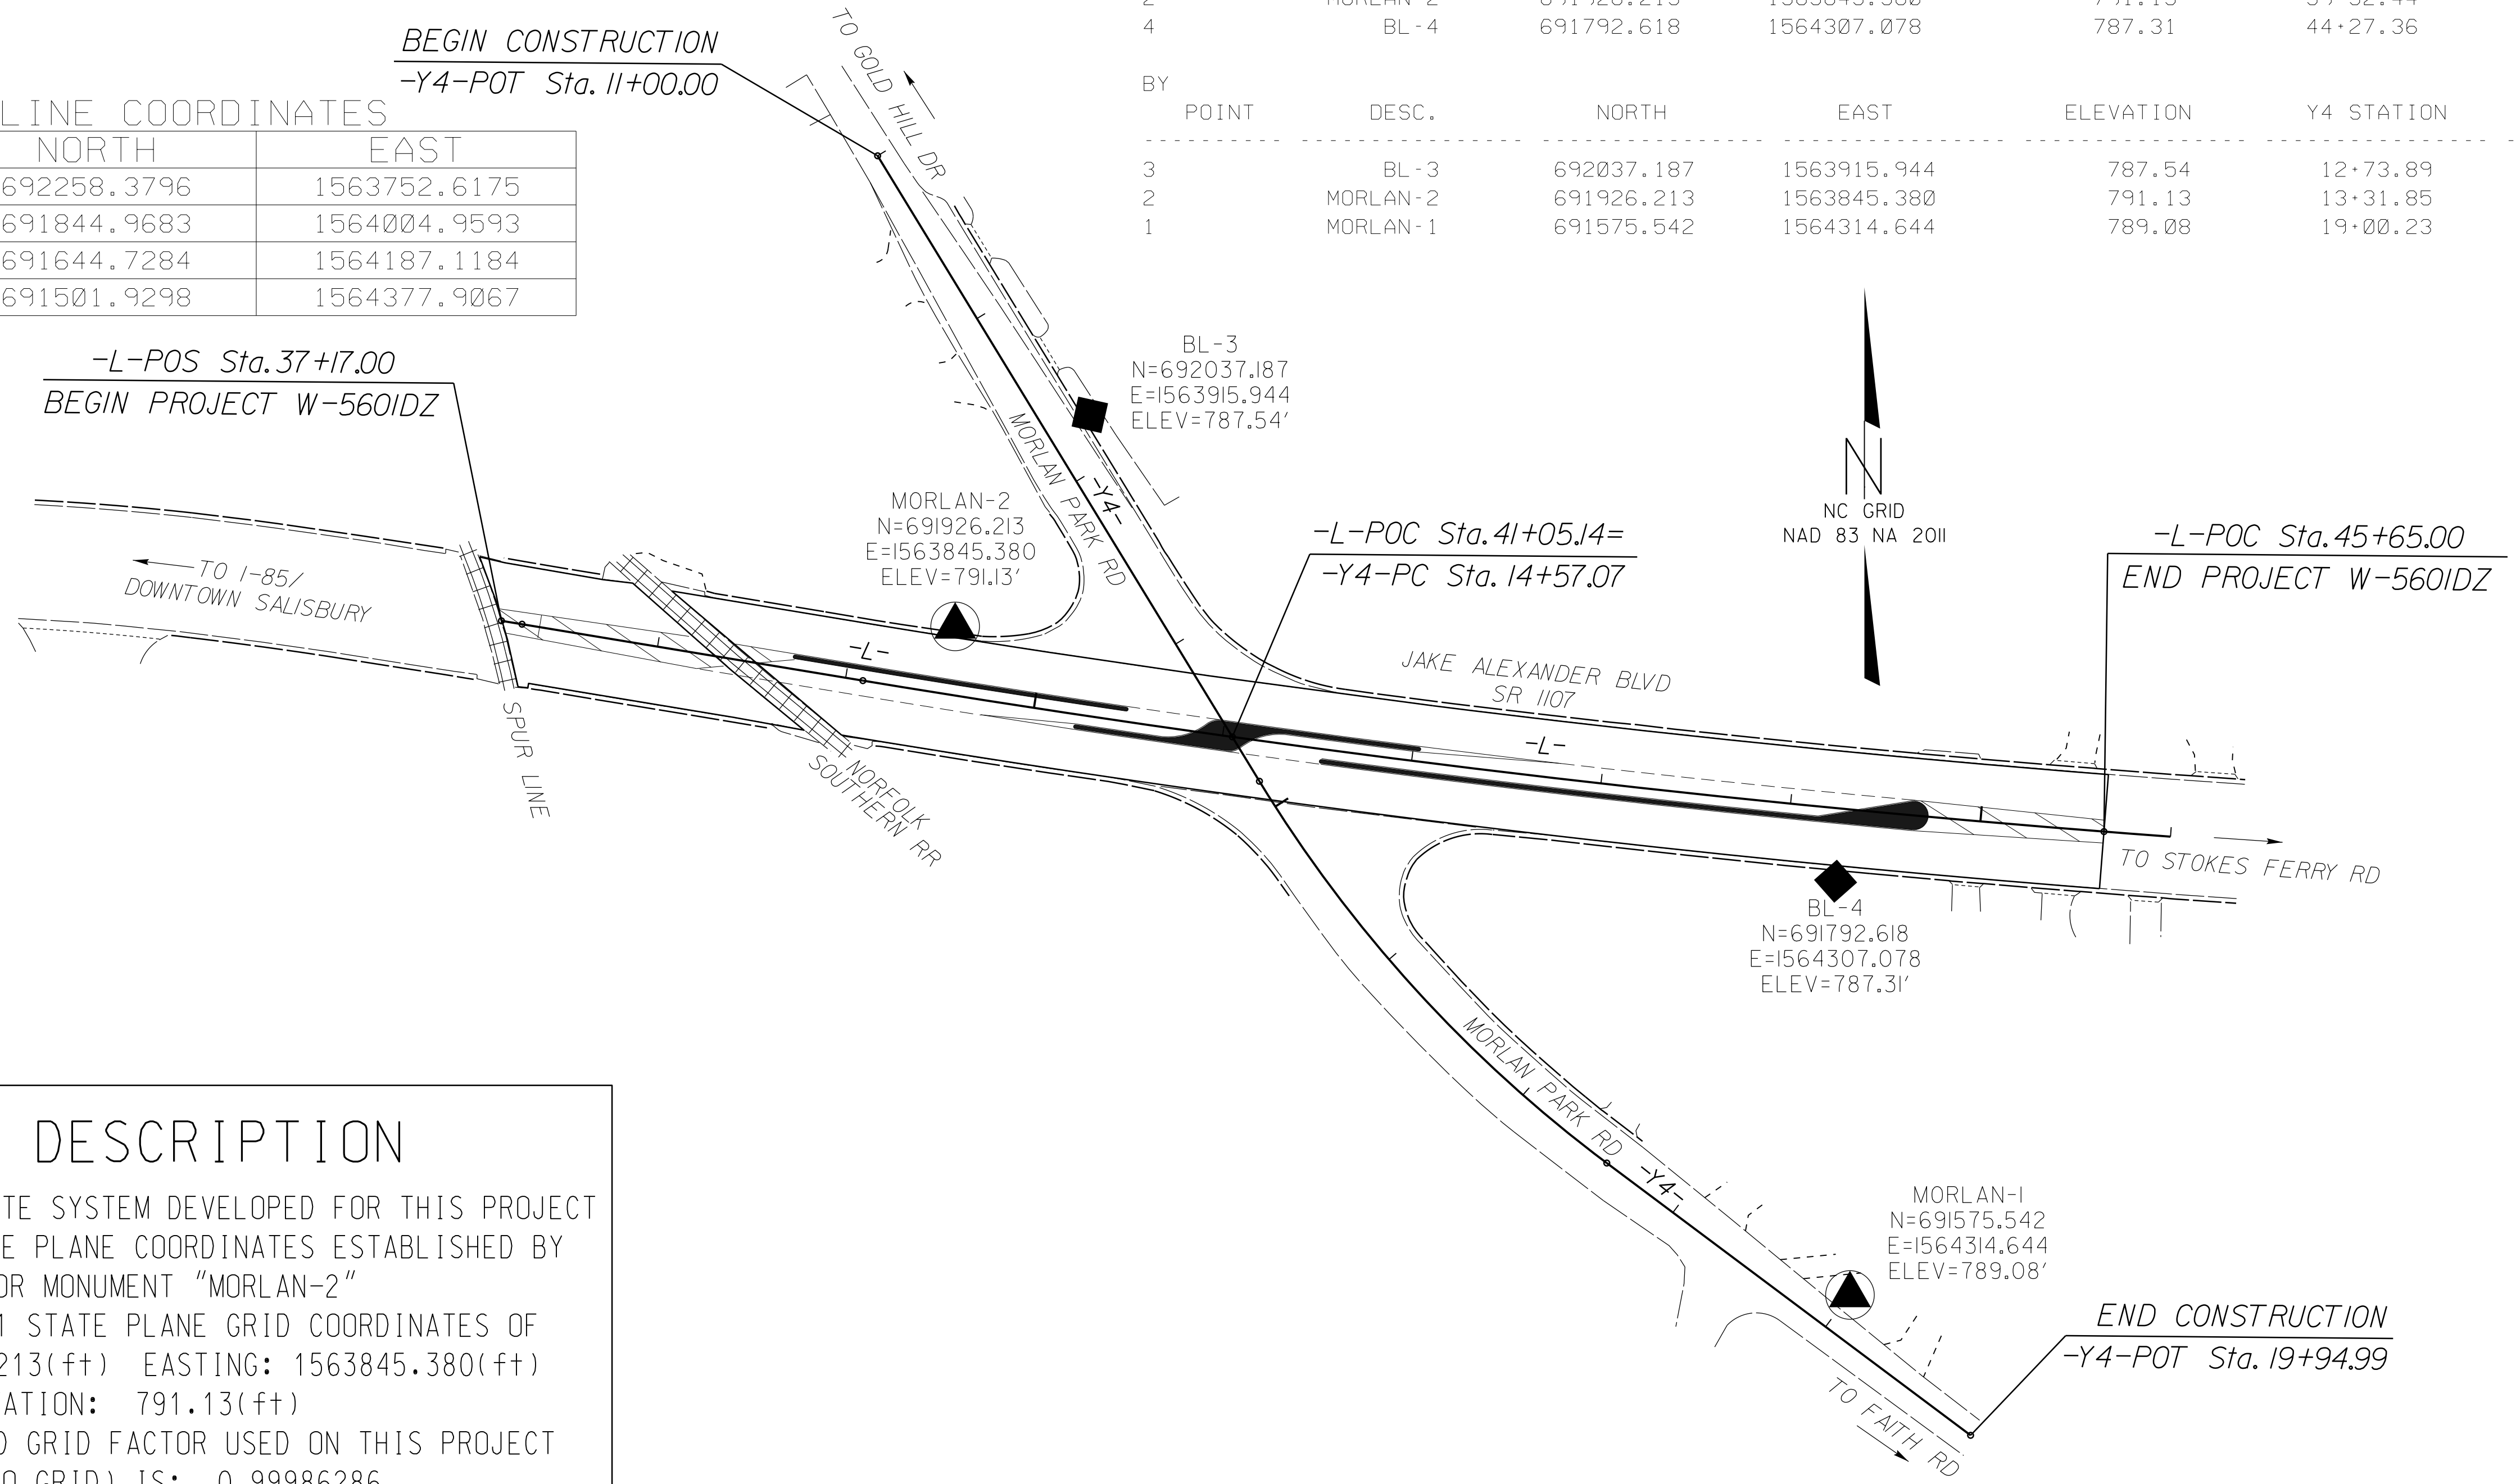 BEGIN CONSTRUCTION
-Y4-POT Sta. 11+00.00
TO GOLD HILL DR
4 BL-4 691792.618 1564307.078 787.31 44+27.36
BY
POINT DESC. NORTH EAST ELEVATION Y4 STATION
3 BL-3 692037.187 1563915.944 787.54 12+73.89
2 MORLAN-2 691926.213 1563845.380 791.13 13+31.85
1 MORLAN-1 691575.542 1564314.644 789.08 19+00.23
LINE COORDINATES
NORTH EAST
692258.3796 1563752.6175
691844.9683 1564004.9593
691644.7284 1564187.1184
691501.9298 1564377.9067
-L-POS Sta. 37+17.00
BEGIN PROJECT W-5601DZ
BL-3
N=692037.187
E=1563915.944
ELEV=787.54'
MORLAN PARK RD
-Y4-
MORLAN-2
N=691926.213
E=1563845.380
ELEV=791.13'
N
NC GRID
NAD 83 NA 2011
-L-POC Sta. 41+05.14=
-Y4-PC Sta. 14+57.07
-L-POC Sta. 45+65.00
END PROJECT W-5601DZ
TO I-85/
DOWNTOWN SALISBURY
-L-
JAKE ALEXANDER BLVD
SR 1107
-L-
SPUR LINE
NORFOLK
SOUTHERN RR
TO STOKES FERRY RD
BL-4
N=691792.618
E=1564307.078
ELEV=787.31'
MORLAN PARK RD
-Y4-
MORLAN-1
N=691575.542
E=1564314.644
ELEV=789.08'
END CONSTRUCTION
-Y4-POT Sta. 19+94.99
TO FAITH RD
DESCRIPTION
TE SYSTEM DEVELOPED FOR THIS PROJECT
E PLANE COORDINATES ESTABLISHED BY
OR MONUMENT "MORLAN-2"
STATE PLANE GRID COORDINATES OF
213(ft) EASTING: 1563845.380(ft)
ATION: 791.13(ft)
D GRID FACTOR USED ON THIS PROJECT
O GRID) IS: 0.99986286